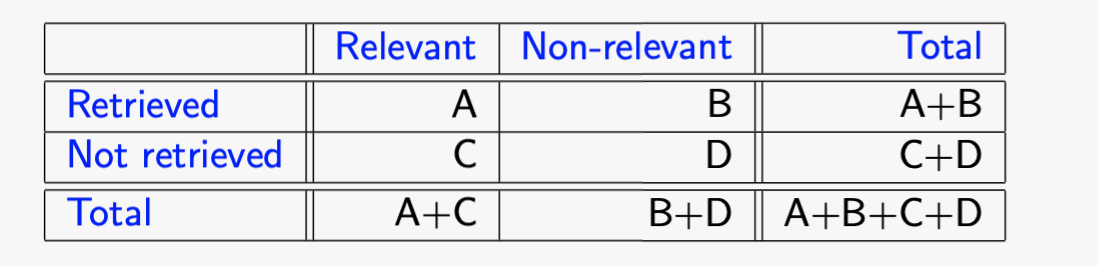 Relevant Non-relevant Total
Retrieved A B A+B
Not retrieved C D C+D
Total A+C B+D A+B+C+D